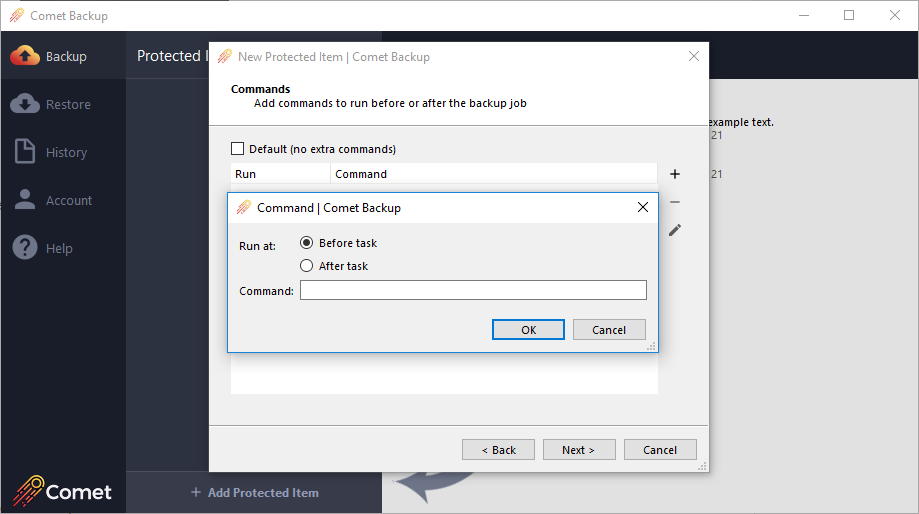 Comet Backup
Backup
Restore
History
Account
Help
Comet
Protected It
New Protected Item | Comet Backup
Commands
Add commands to run before or after the backup job
Default (no extra commands)
Run Command
Command | Comet Backup
Run at:
Before task
After task
Command:
OK Cancel
< Back Next > Cancel
+ Add Protected Item
example text.
21
21